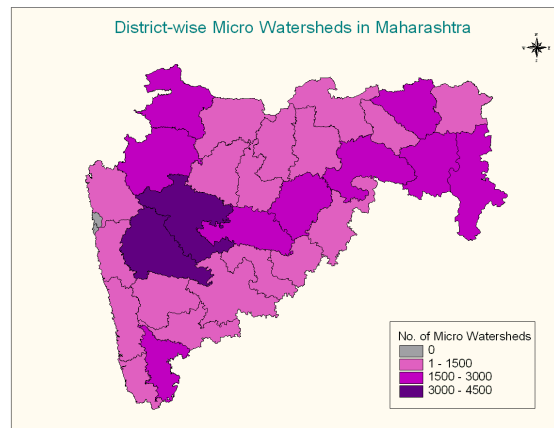 District-wise Micro Watersheds in Maharashtra
N
No. of Micro Watersheds
0
1 - 1500
1500 - 3000
3000 - 4500